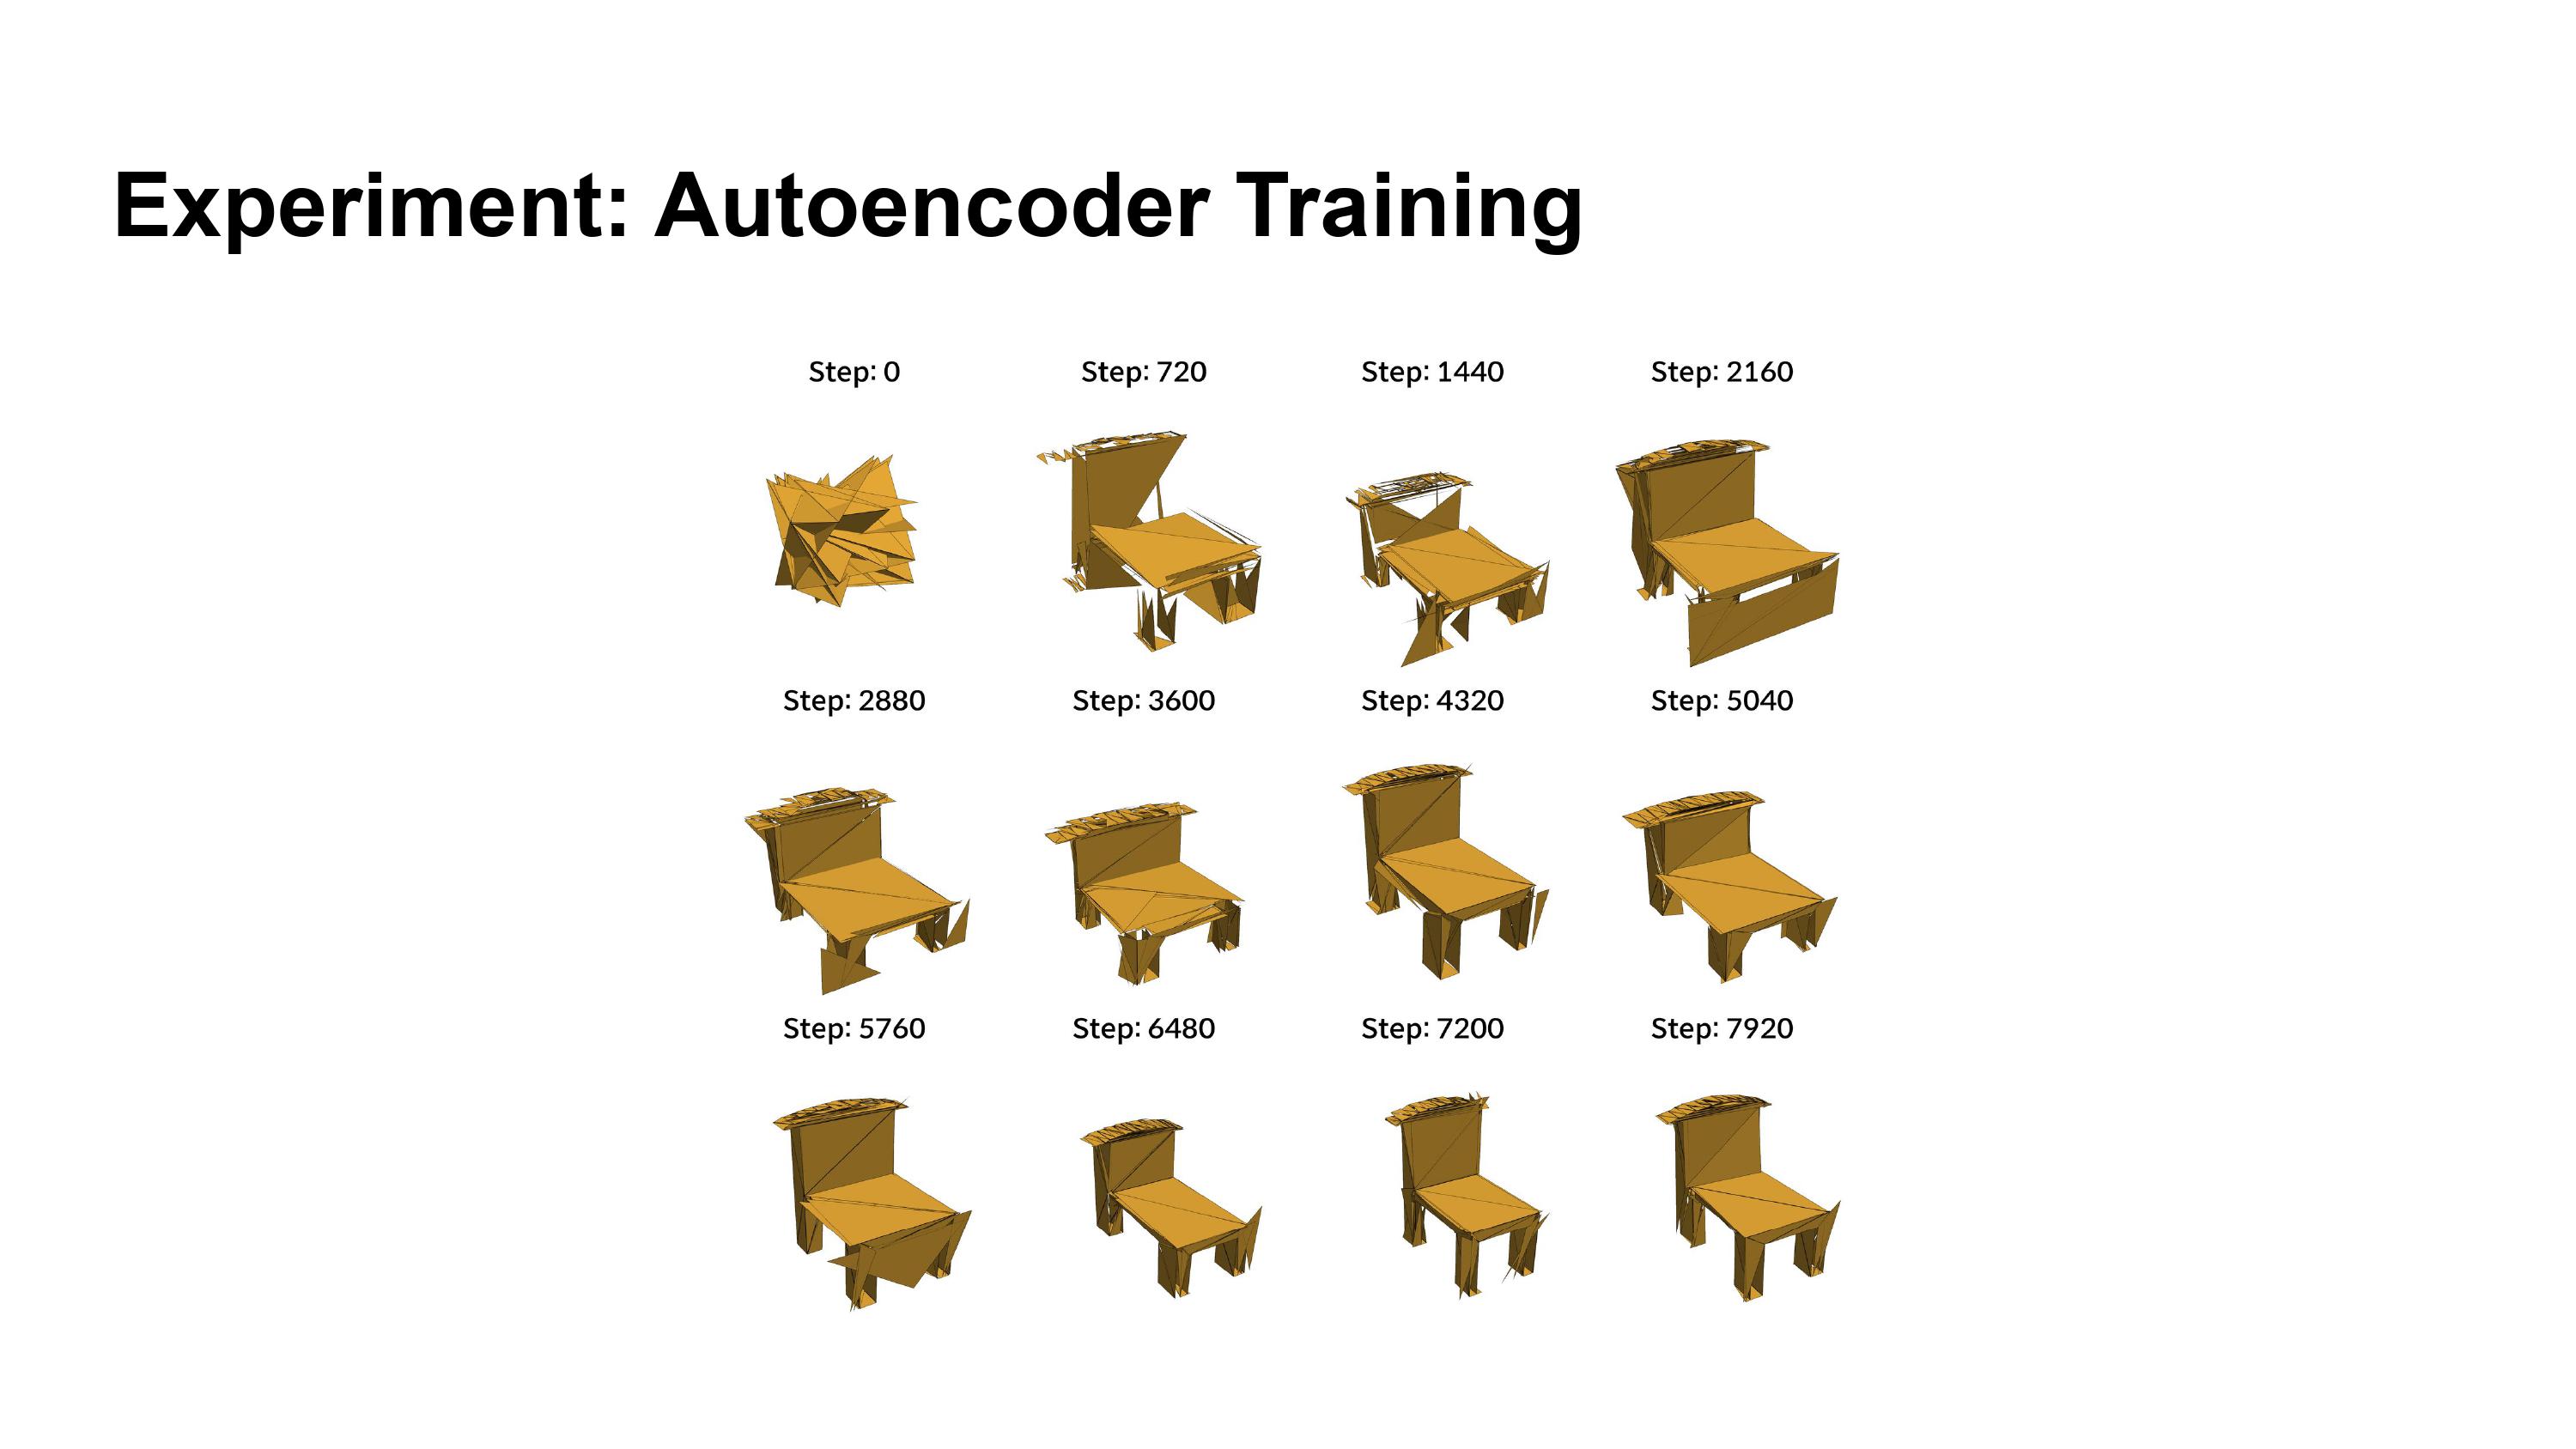 Experiment: Autoencoder Training
Step: 0
Step: 720
Step: 1440
Step: 2160
Step: 2880
Step: 3600
Step: 4320
Step: 5040
Step: 5760
Step: 6480
Step: 7200
Step: 7920